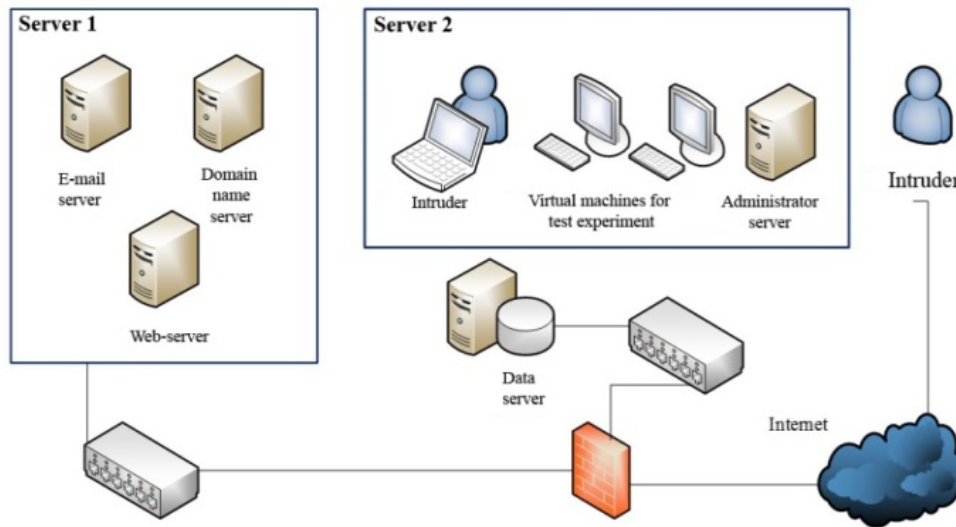 Server 1
E-mail
server
Domain
name
server
Web-server
Server 2
Intruder
Virtual machines for
test experiment
Administrator
server
Intruder
Data
server
Internet